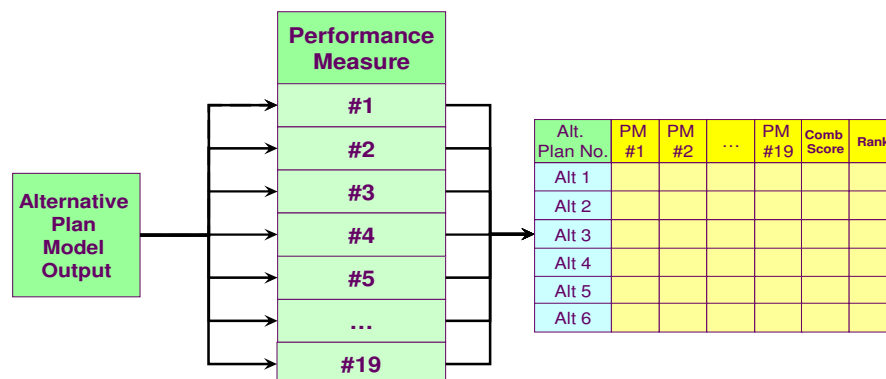 Performance
Measure
#1
#2
#3
#4
#5
...
#19
Alternative
Plan
Model
Output
Alt.
Plan No.
PM
#1
PM
#2
...
PM
#19
Comb
Score
Rank
Alt 1
Alt 2
Alt 3
Alt 4
Alt 5
Alt 6